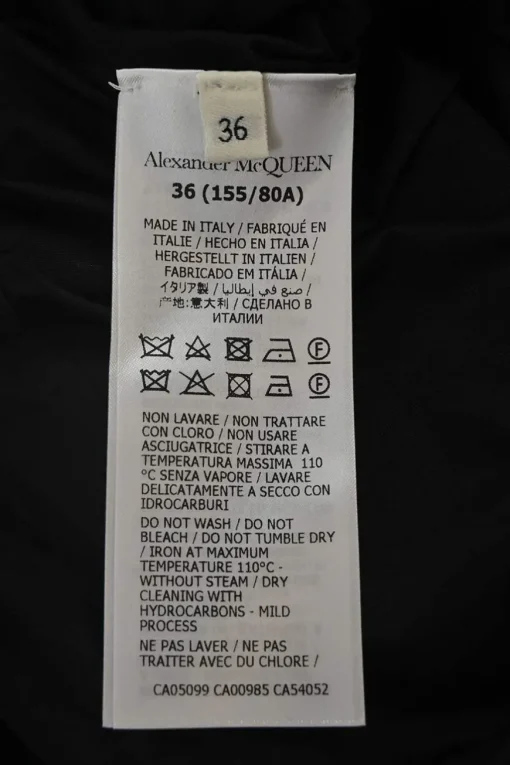 36
Alexander McQUEEN
36 (155/80A)
MADE IN ITALY / FABRIQUÉ EN
ITALIE / HECHO EN ITALIA /
HERGESTELLT IN ITALIEN /
FABRICADO EM ITÁLIA /
イタリア製 / صنع في إيطاليا /
产地:意大利 / СДЕЛАНО В
ИТАЛИИ
F
F
NON LAVARE / NON TRATTARE
CON CLORO / NON USARE
ASCIUGATRICE / STIRARE A
TEMPERATURA MASSIMA 110
°C SENZA VAPORE / LAVARE
DELICATAMENTE A SECCO CON
IDROCARBURI
DO NOT WASH / DO NOT
BLEACH / DO NOT TUMBLE DRY
/ IRON AT MAXIMUM
TEMPERATURE 110°C -
WITHOUT STEAM / DRY
CLEANING WITH
HYDROCARBONS - MILD
PROCESS
NE PAS LAVER / NE PAS
TRAITER AVEC DU CHLORE /
CA05099 CA00985 CA54052